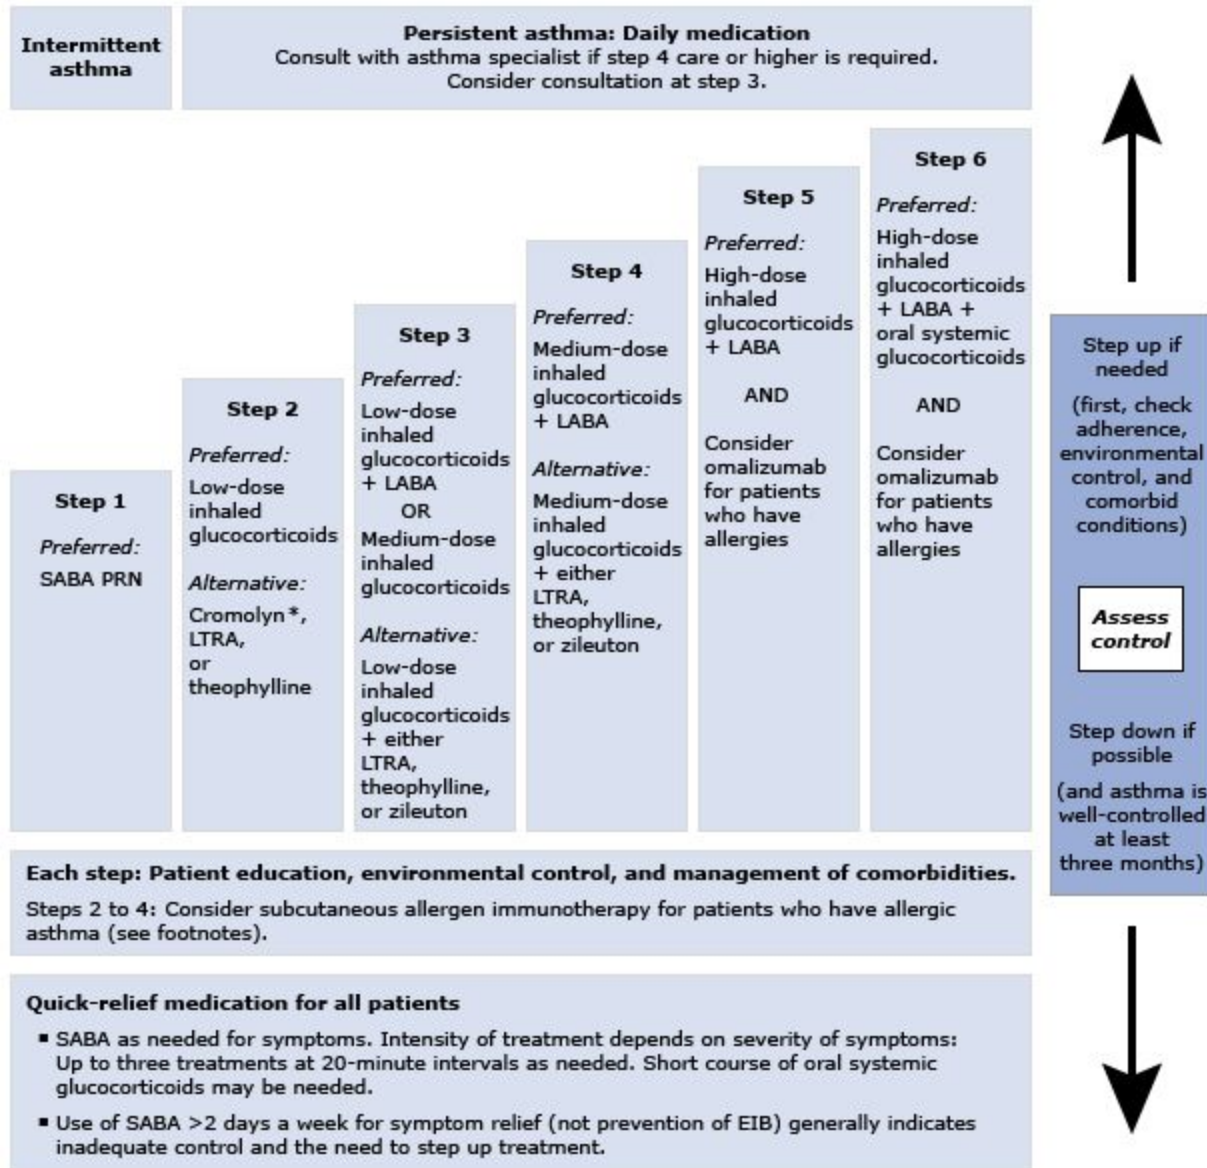 Intermittent
asthma
Persistent asthma: Daily medication
Consult with asthma specialist if step 4 care or higher is required.
Consider consultation at step 3.
Step 1
Preferred:
SABA PRN
Step 2
Preferred:
Low-dose
inhaled
glucocorticoids
Alternative:
Cromolyn*,
LTRA,
or
theophylline
Step 3
Preferred:
Low-dose
inhaled
glucocorticoids
+ LABA
OR
Medium-dose
inhaled
glucocorticoids
Alternative:
Low-dose
inhaled
glucocorticoids
+ either
LTRA,
theophylline,
or zileuton
Step 4
Preferred:
Medium-dose
inhaled
glucocorticoids
+ LABA
Alternative:
Medium-dose
inhaled
glucocorticoids
+ either
LTRA,
theophylline,
or zileuton
Step 5
Preferred:
High-dose
inhaled
glucocorticoids
+ LABA
AND
Consider
omalizumab
for patients
who have
allergies
Step 6
Preferred:
High-dose
inhaled
glucocorticoids
+ LABA +
oral systemic
glucocorticoids
AND
Consider
omalizumab
for patients
who have
allergies
Step up if
needed
(first, check
adherence,
environmental
control, and
comorbid
conditions)
Assess
control
Step down if
possible
(and asthma is
well-controlled
at least
three months)
Each step: Patient education, environmental control, and management of comorbidities.
Steps 2 to 4: Consider subcutaneous allergen immunotherapy for patients who have allergic
asthma (see footnotes).
Quick-relief medication for all patients
▪ SABA as needed for symptoms. Intensity of treatment depends on severity of symptoms:
Up to three treatments at 20-minute intervals as needed. Short course of oral systemic
glucocorticoids may be needed.
▪ Use of SABA >2 days a week for symptom relief (not prevention of EIB) generally indicates
inadequate control and the need to step up treatment.